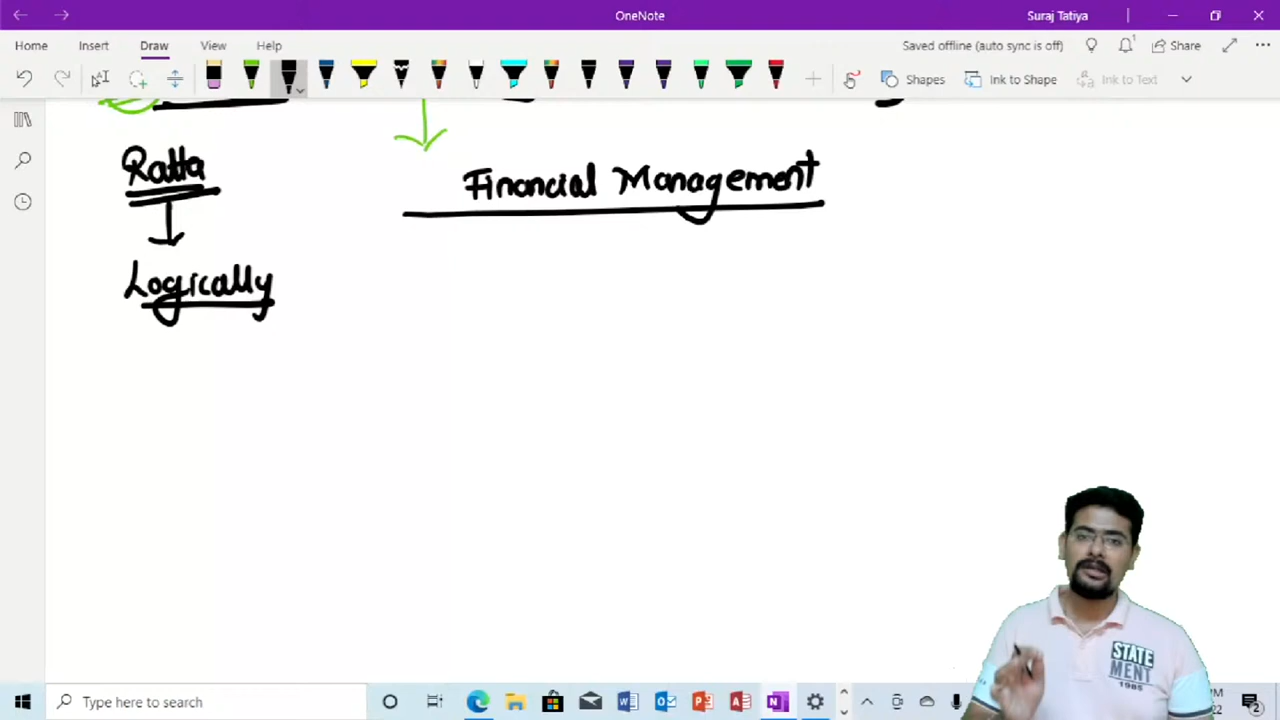 OneNote
Suraj Tatiya
Home Insert Draw View Help
Saved offline (auto sync is off)
Share
Shapes
Ink to Shape
Ink to Text
Ratta
Financial Management
Logically
STATE
MENT
1985
Type here to search